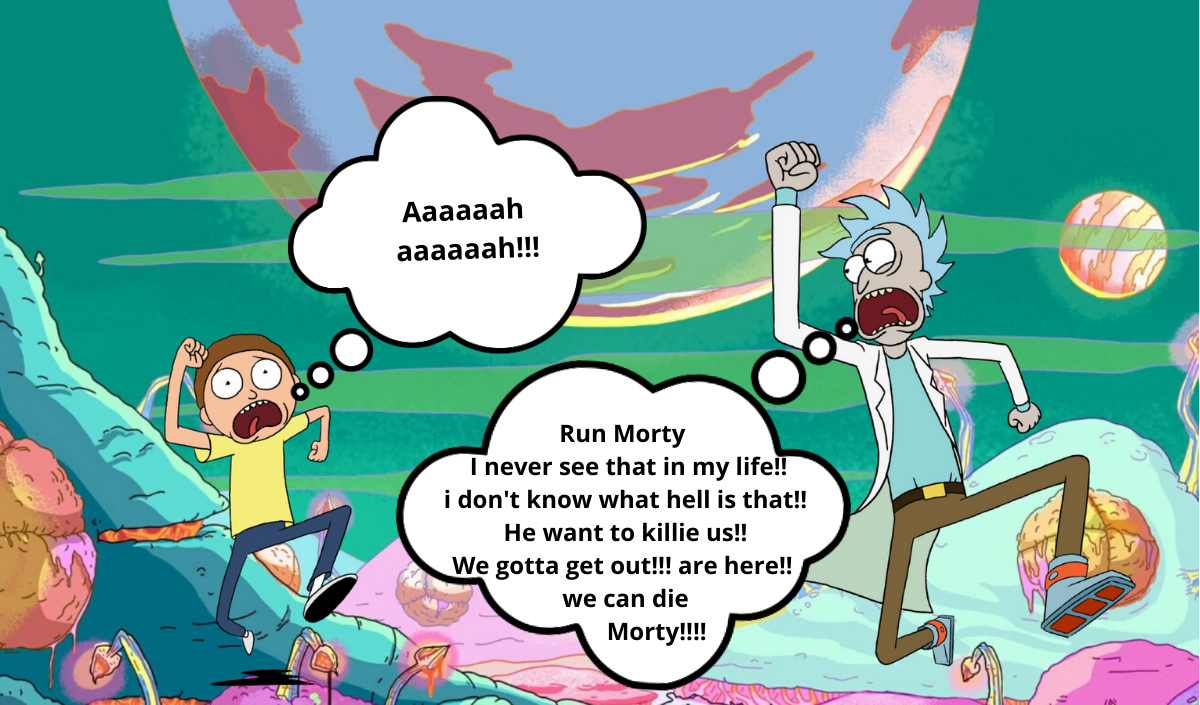 Aaaaaah
aaaaaah!!!
Run Morty
I never see that in my life!!
i don't know what hell is that!!
He want to killie us!!
We gotta get out!!! are here!!
we can die
Morty!!!!